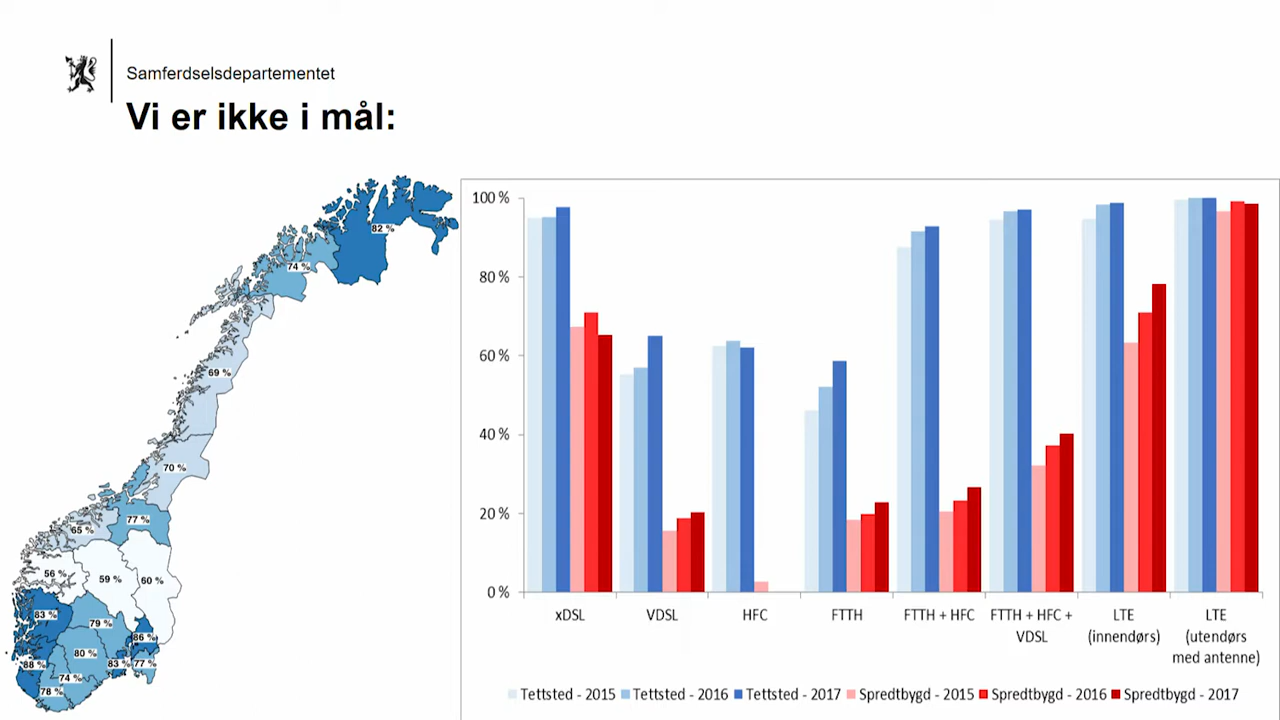 Samferdselsdepartementet
Vi er ikke i mål:
82 %
74 %
69 %
70 %
77 %
65 %
56 %
59 %
60 %
83 %
79 %
86 %
80 %
88 %
83 %
77 %
74 %
78 %
100 %
80 %
60 %
40 %
20 %
0 %
xDSL
VDSL
HFC
FTTH
FTTH + HFC
FTTH + HFC +
VDSL
LTE
(innendørs)
LTE
(utendørs
med antenne)
Tettsted - 2015
Tettsted - 2016
Tettsted - 2017
Spredtbygd - 2015
Spredtbygd - 2016
Spredtbygd - 2017